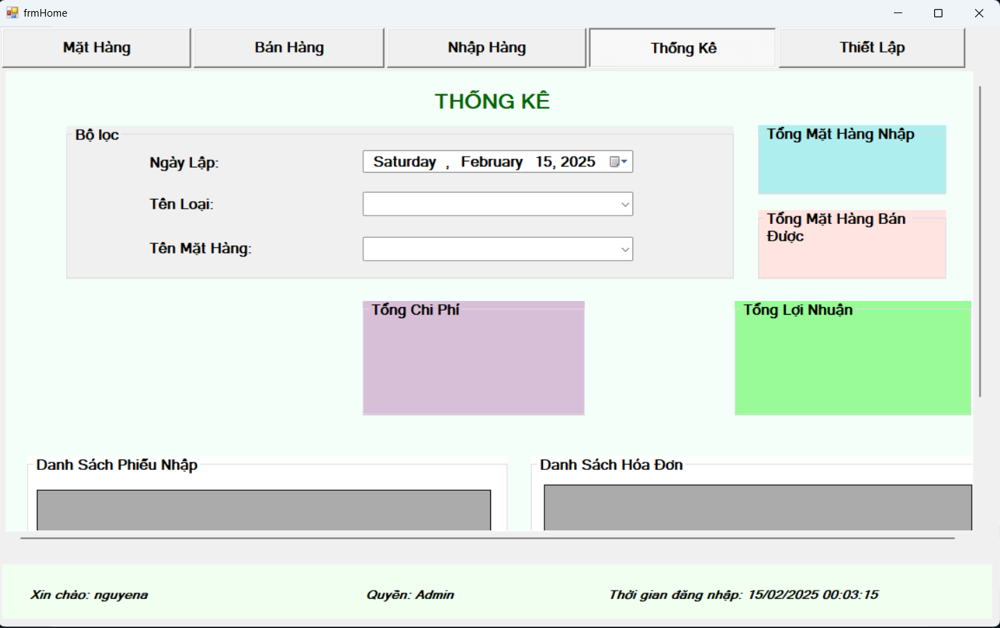 frmHome
Mặt Hàng
Bán Hàng
Nhập Hàng
Thống Kê
Thiết Lập
THỐNG KÊ
Bộ lọc
Ngày Lập:
Saturday , February 15, 2025
Tên Loại:
Tên Mặt Hàng:
Tổng Mặt Hàng Nhập
Tổng Mặt Hàng Bán
Được
Tổng Chi Phí
Tổng Lợi Nhuận
Danh Sách Phiếu Nhập
Danh Sách Hóa Đơn
Xin chào: nguyena
Quyền: Admin
Thời gian đăng nhập: 15/02/2025 00:03:15